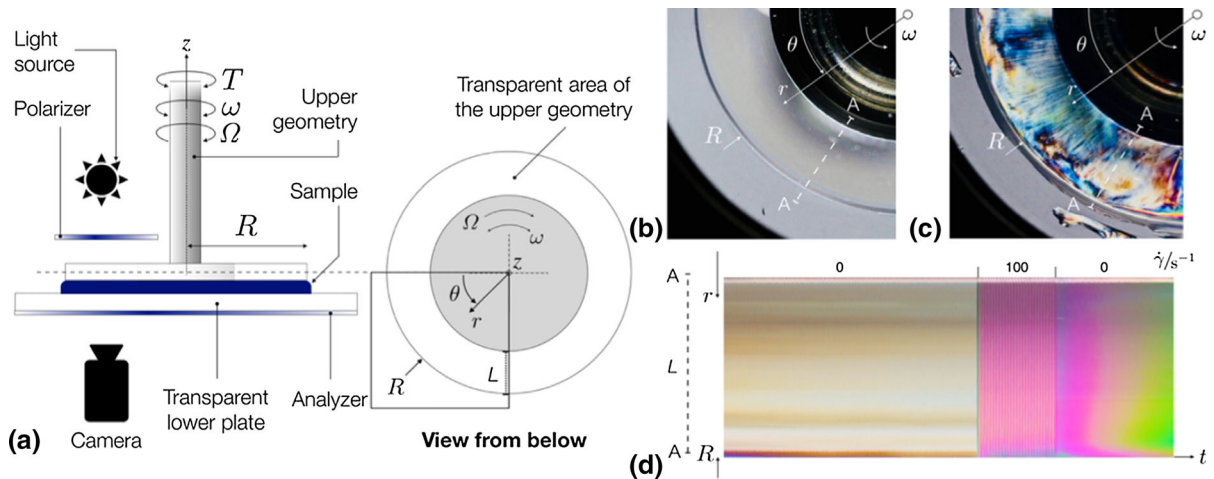 Light
source
Polarizer
z
T
ω
Ω
Upper
geometry
Sample
R
Transparent area of
the upper geometry
Ω
ω
z
θ
r
R
L
(a)
Camera
Transparent
lower plate
Analyzer
View from below
(b)
θ
ω
r
A
R
A
(c)
θ
ω
r
A
R
A
(d)
0
100
0
γ̇/s⁻¹
A
r
L
A
R
t